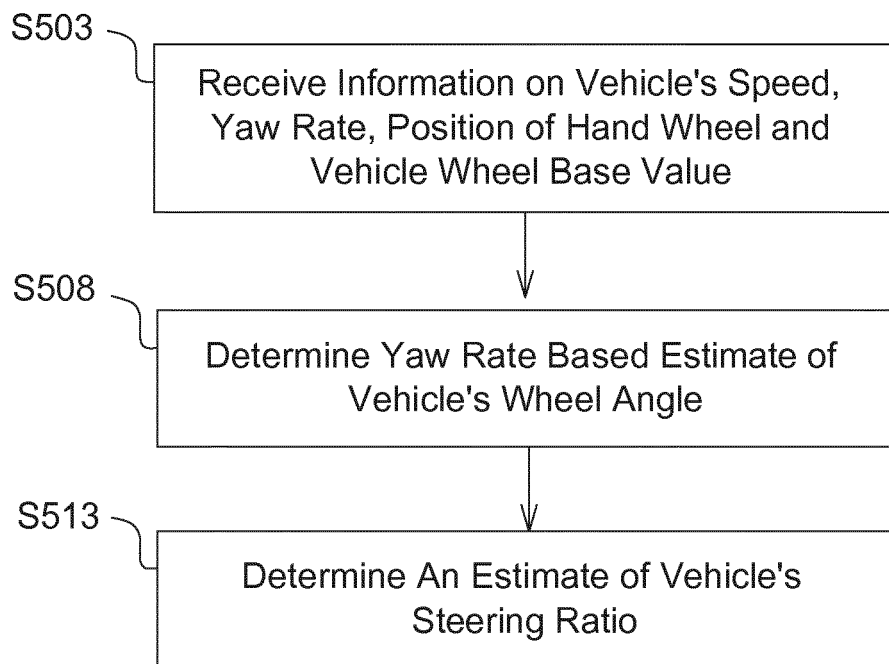 S503
Receive Information on Vehicle's Speed,
Yaw Rate, Position of Hand Wheel and
Vehicle Wheel Base Value
S508
Determine Yaw Rate Based Estimate of
Vehicle's Wheel Angle
S513
Determine An Estimate of Vehicle's
Steering Ratio